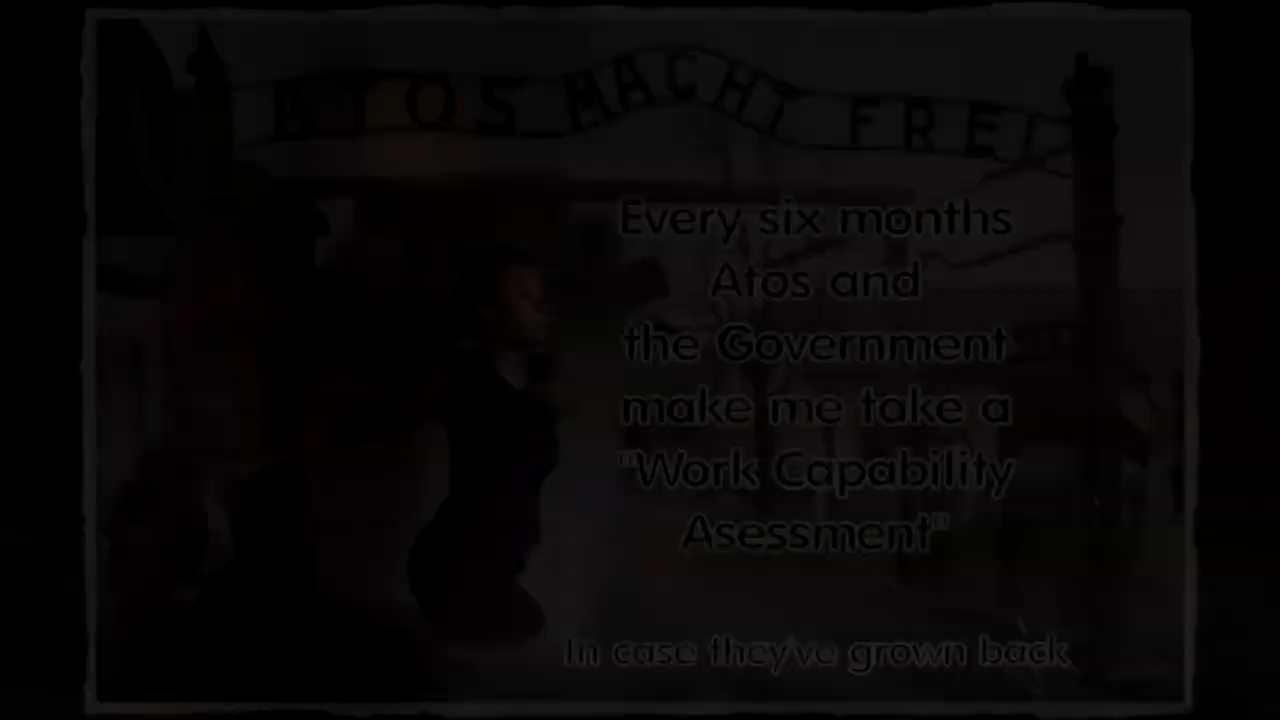 ATOS MACHT FREI
Every six months
Atos and
the Government
make me take a
"Work Capability
Asessment"
In case they've grown back